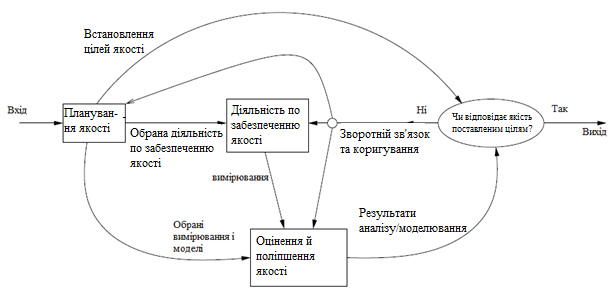 Встановлення
цілей якості
Вхід
Плануван-
ня якості
Обрана діяльність
по забезпеченню
якості
Діяльність по
забезпеченню
якості
Ні
Зворотній зв'язок
та коригування
Чи відповідає якість
поставленим цілям?
Так
Вихід
вимірювання
Обрані
вимірювання і
моделі
Оцінення й
поліпшення
якості
Результати
аналізу/моделювання